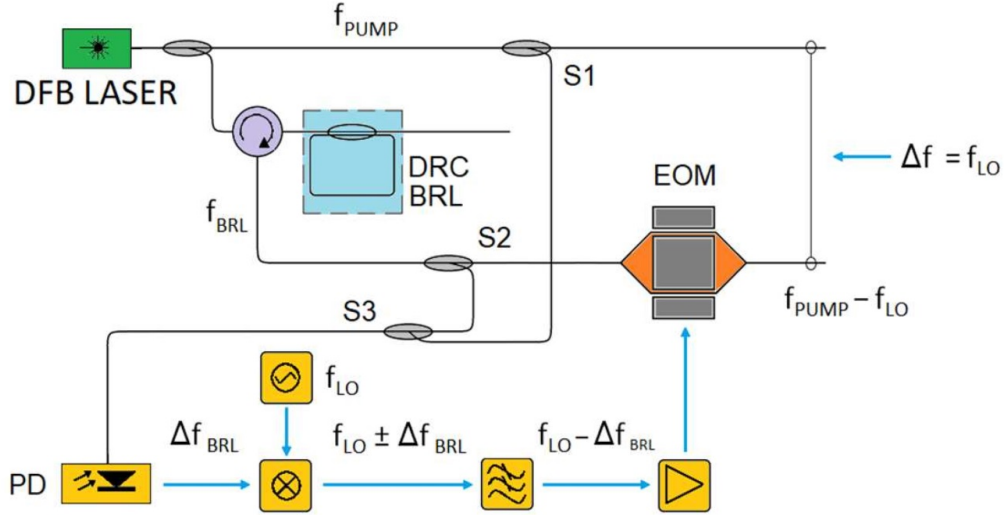 f_PUMP
DFB LASER
S1
DRC
BRL
EOM
Δf = f_LO
f_BRL
S2
f_PUMP – f_LO
S3
f_LO
Δf_BRL
f_LO ± Δf_BRL
f_LO – Δf_BRL
PD